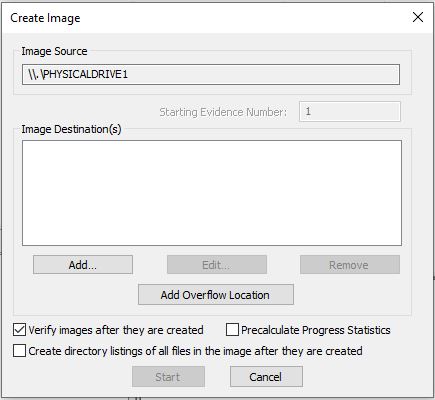 Create Image
Image Source
\\.\PHYSICALDRIVE1
Starting Evidence Number: 1
Image Destination(s)
Add... Edit... Remove
Add Overflow Location
Verify images after they are created Precalculate Progress Statistics
Create directory listings of all files in the image after they are created
Start Cancel